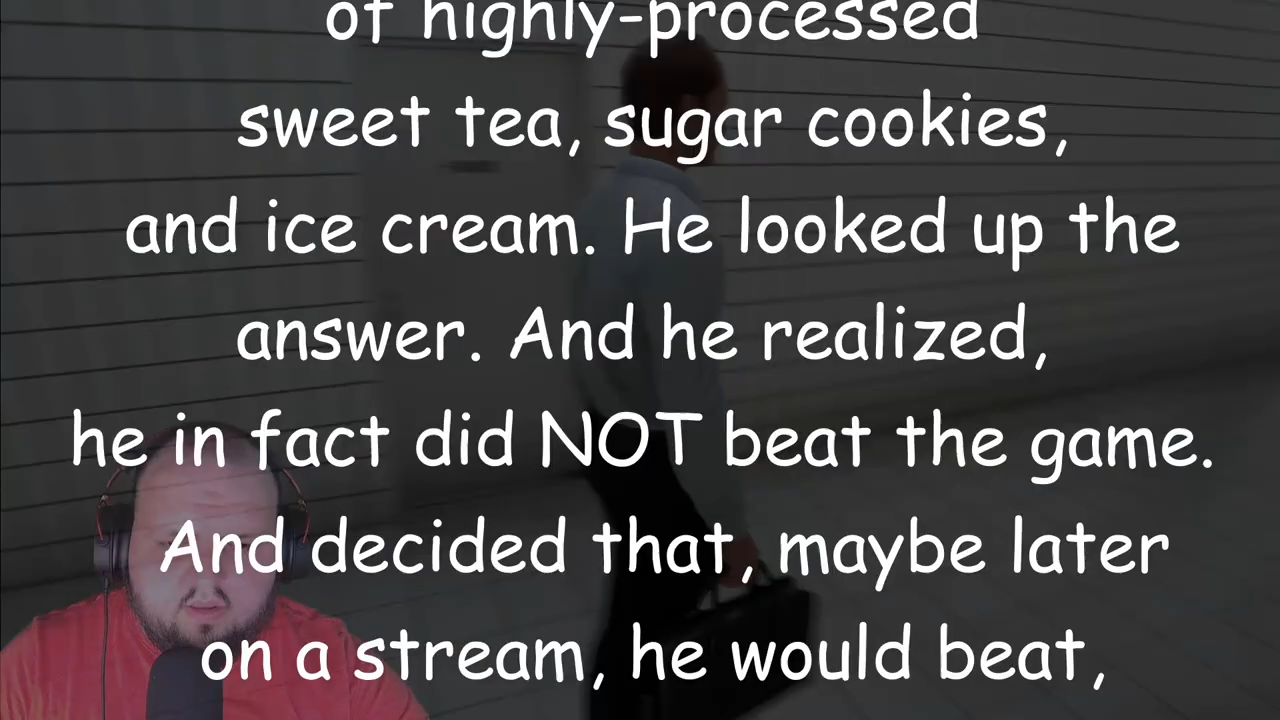 of highly-processed
sweet tea, sugar cookies,
and ice cream. He looked up the
answer. And he realized,
he in fact did NOT beat the game.
And decided that, maybe later
on a stream, he would beat,